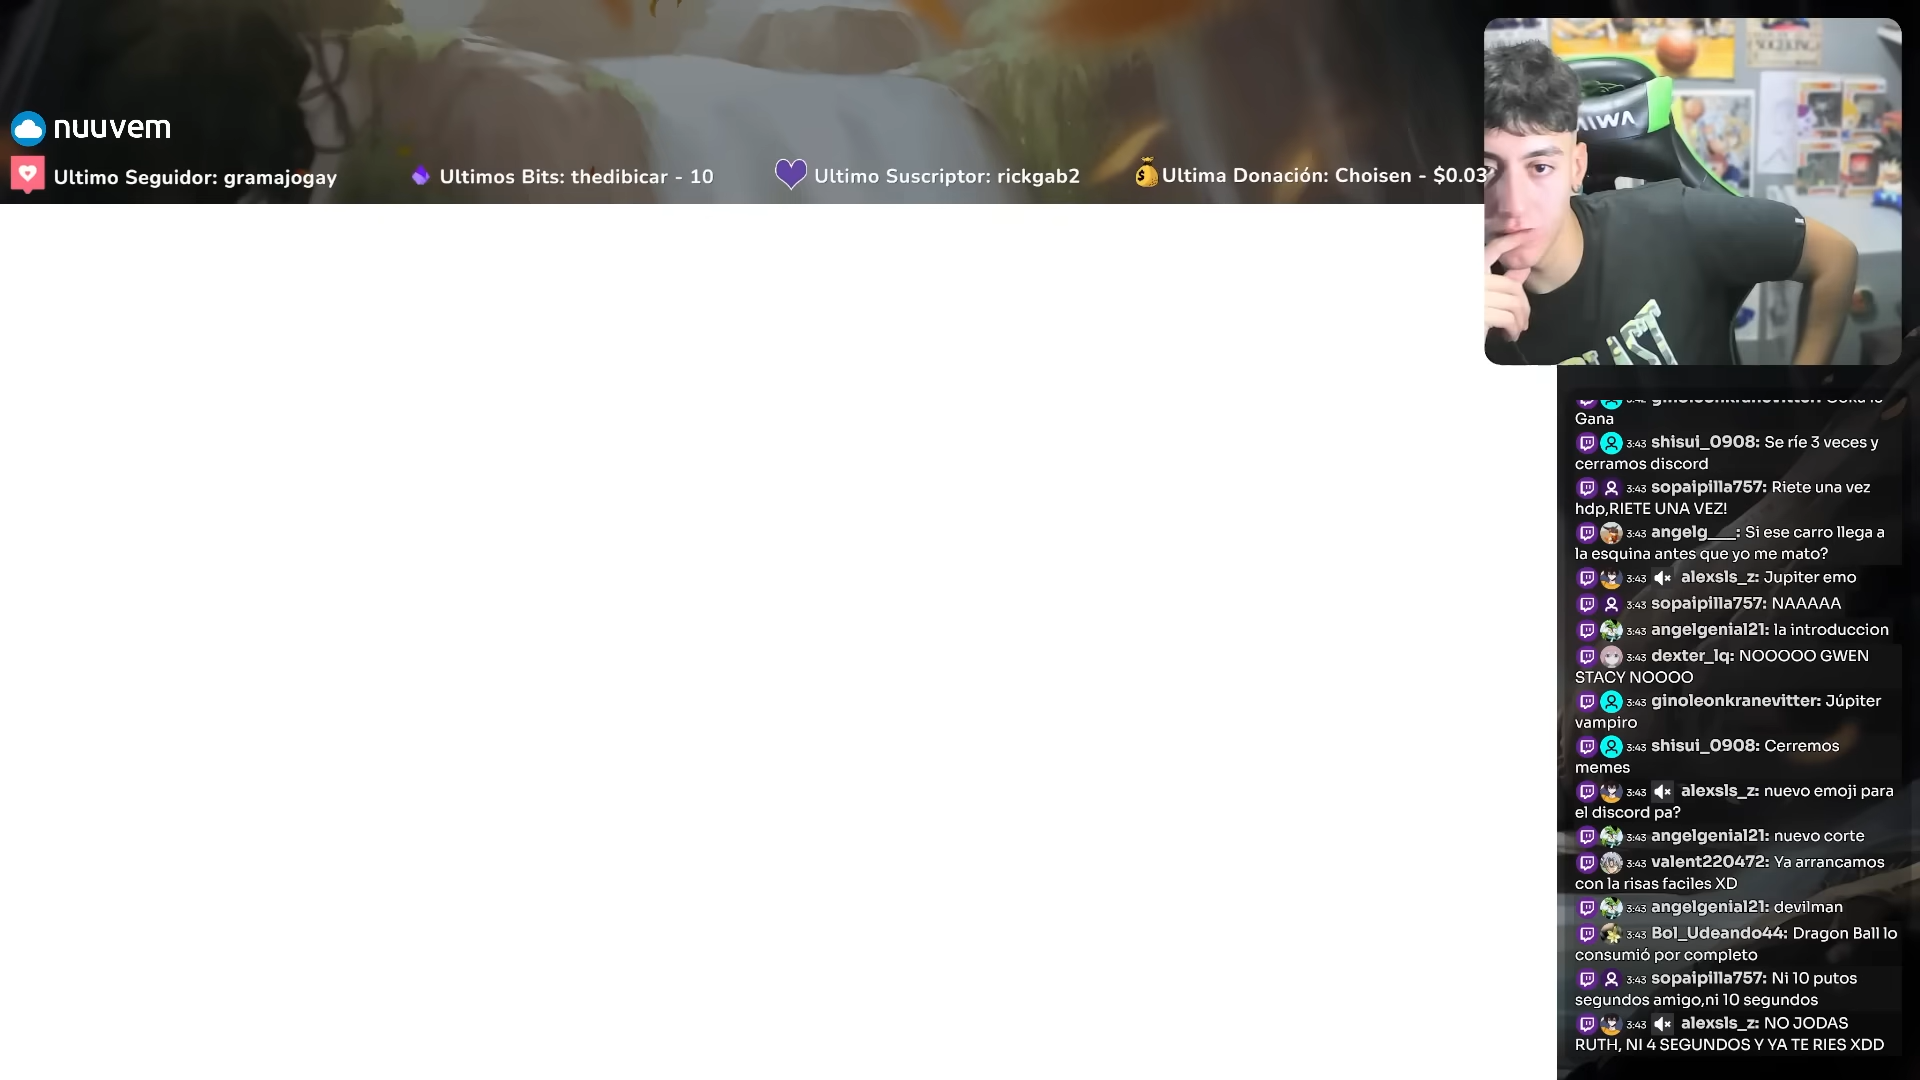 nuuvem
Ultimo Seguidor: gramajogay
Ultimos Bits: thedibicar - 10
Ultimo Suscriptor: rickgab2
Ultima Donación: Choisen - $0.03
AIWA
Gana
3:43 shisui_0908: Se ríe 3 veces y
cerramos discord
3:43 sopaipilla757: Riete una vez
hdp,RIETE UNA VEZ!
3:43 angelg___: Si ese carro llega a
la esquina antes que yo me mato?
3:43 alexsls_z: Jupiter emo
3:43 sopaipilla757: NAAAAA
3:43 angelgenial21: la introduccion
3:43 dexter_lq: NOOOOO GWEN
STACY NOOOO
3:43 ginoleonkranevitter: Júpiter
vampiro
3:43 shisui_0908: Cerremos
memes
3:43 alexsls_z: nuevo emoji para
el discord pa?
3:43 angelgenial21: nuevo corte
3:43 valent220472: Ya arrancamos
con la risas faciles XD
3:43 angelgenial21: devilman
3:43 Bol_Udeando44: Dragon Ball lo
consumió por completo
3:43 sopaipilla757: Ni 10 putos
segundos amigo,ni 10 segundos
3:43 alexsls_z: NO JODAS
RUTH, NI 4 SEGUNDOS Y YA TE RIES XDD